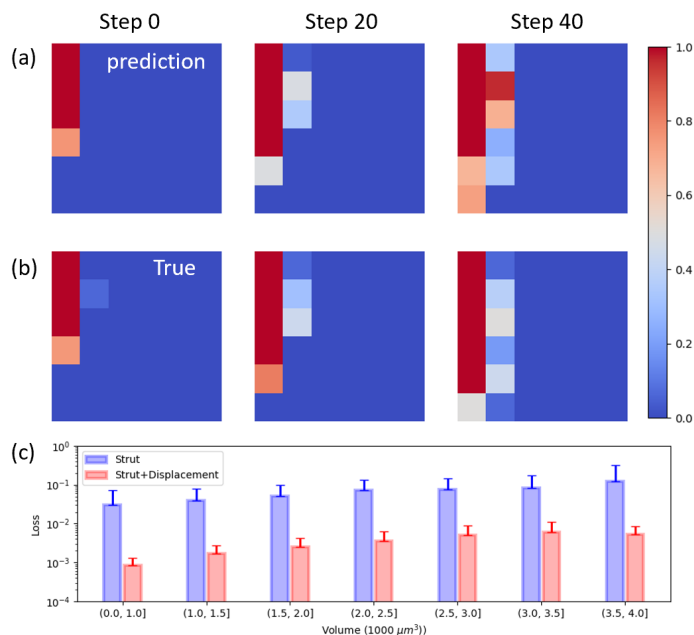 Step 0 Step 20 Step 40
(a) prediction
1.0
0.8
0.6
0.4
0.2
0.0
(b) True
(c)
Strut
Strut+Displacement
Loss
10⁰
10⁻¹
10⁻²
10⁻³
10⁻⁴
(0.0, 1.0] (1.0, 1.5] (1.5, 2.0] (2.0, 2.5] (2.5, 3.0] (3.0, 3.5] (3.5, 4.0]
Volume (1000 μm³))